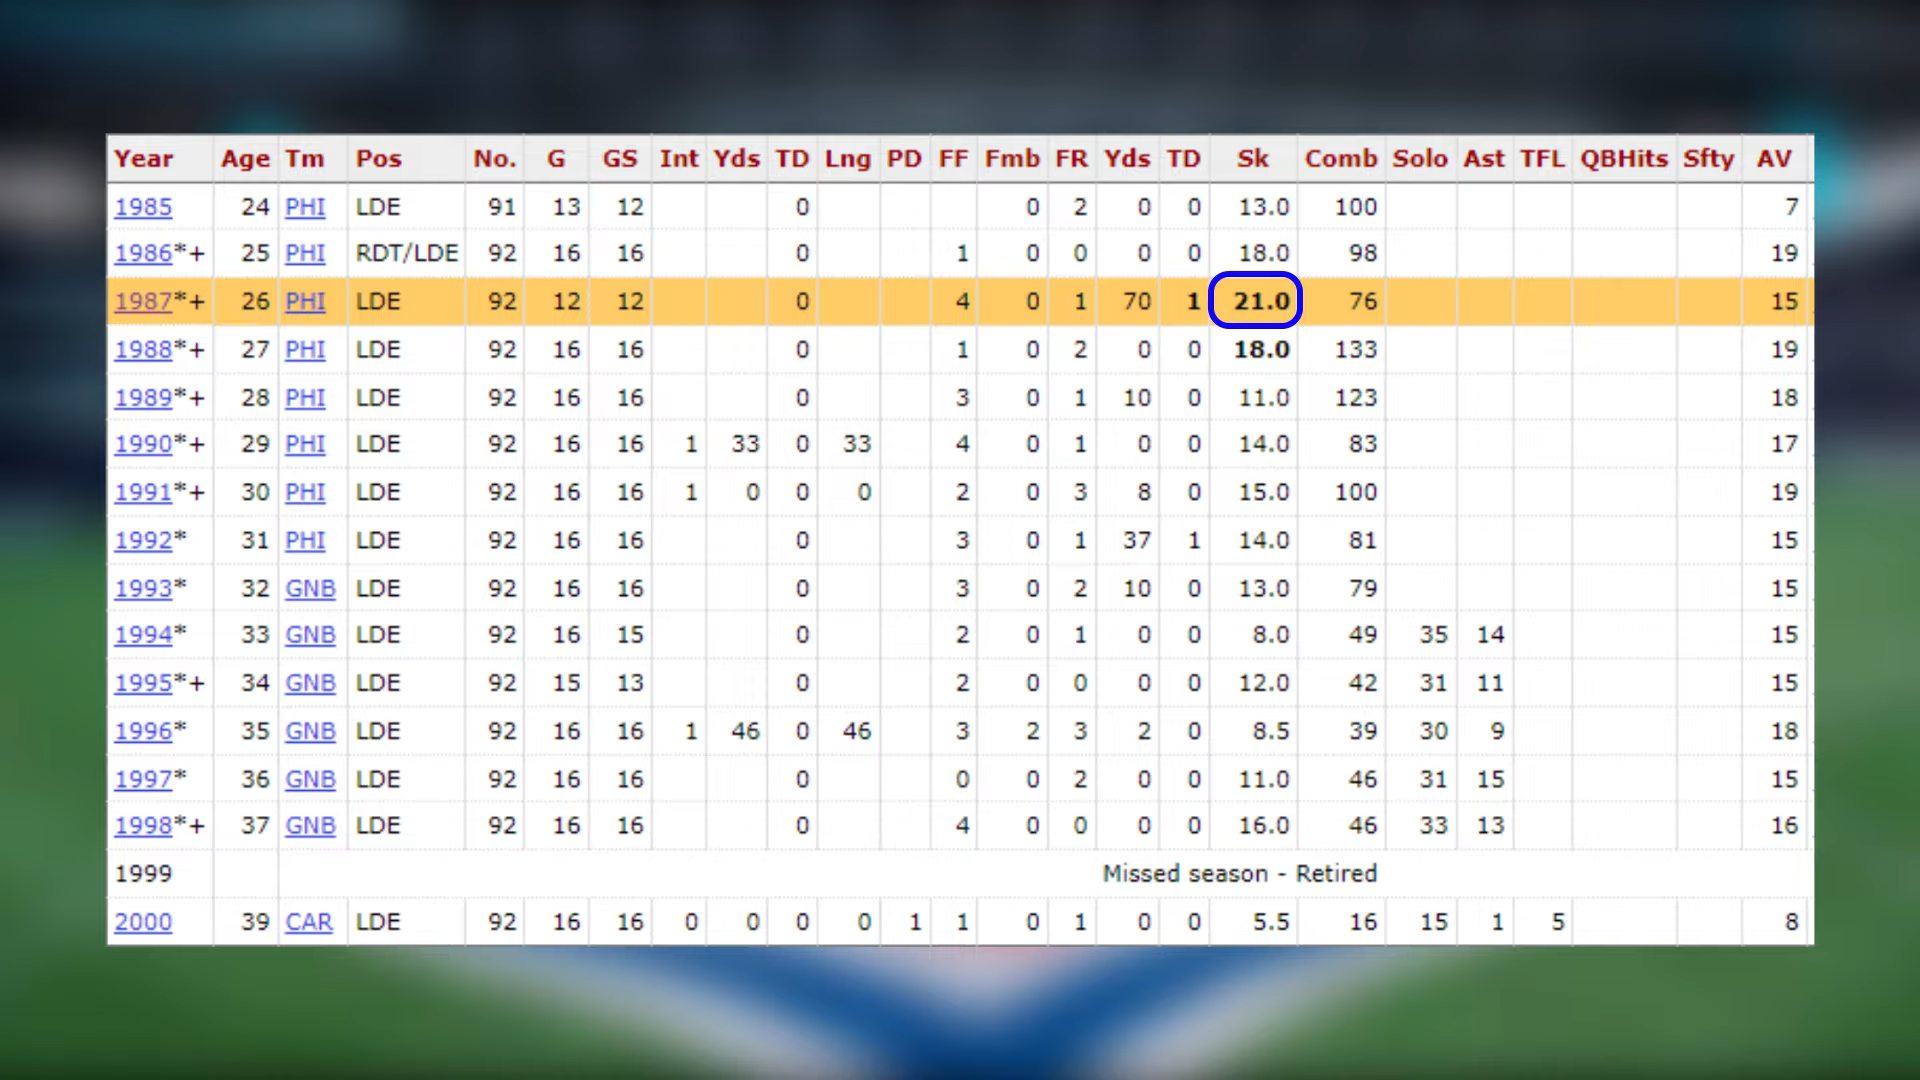 Year Age Tm Pos No. G GS Int Yds TD Lng PD FF Fmb FR Yds TD Sk Comb Solo Ast TFL QBHits Sfty AV
1985 24 PHI LDE 91 13 12 0 0 2 0 0 13.0 100 7
1986*+ 25 PHI RDT/LDE 92 16 16 0 1 0 0 0 0 18.0 98 19
1987*+ 26 PHI LDE 92 12 12 0 4 0 1 70 1 21.0 76 15
1988*+ 27 PHI LDE 92 16 16 0 1 0 2 0 0 18.0 133 19
1989*+ 28 PHI LDE 92 16 16 0 3 0 1 10 0 11.0 123 18
1990*+ 29 PHI LDE 92 16 16 1 33 0 33 4 0 1 0 0 14.0 83 17
1991*+ 30 PHI LDE 92 16 16 1 0 0 0 2 0 3 8 0 15.0 100 19
1992* 31 PHI LDE 92 16 16 0 3 0 1 37 1 14.0 81 15
1993* 32 GNB LDE 92 16 16 0 3 0 2 10 0 13.0 79 15
1994* 33 GNB LDE 92 16 15 0 2 0 1 0 0 8.0 49 35 14 15
1995*+ 34 GNB LDE 92 15 13 0 2 0 0 0 0 12.0 42 31 11 15
1996* 35 GNB LDE 92 16 16 1 46 0 46 3 2 3 2 0 8.5 39 30 9 18
1997* 36 GNB LDE 92 16 16 0 0 0 2 0 0 11.0 46 31 15 15
1998*+ 37 GNB LDE 92 16 16 0 4 0 0 0 0 16.0 46 33 13 16
1999 Missed season - Retired
2000 39 CAR LDE 92 16 16 0 0 0 0 1 1 0 1 0 0 5.5 16 15 1 5 8